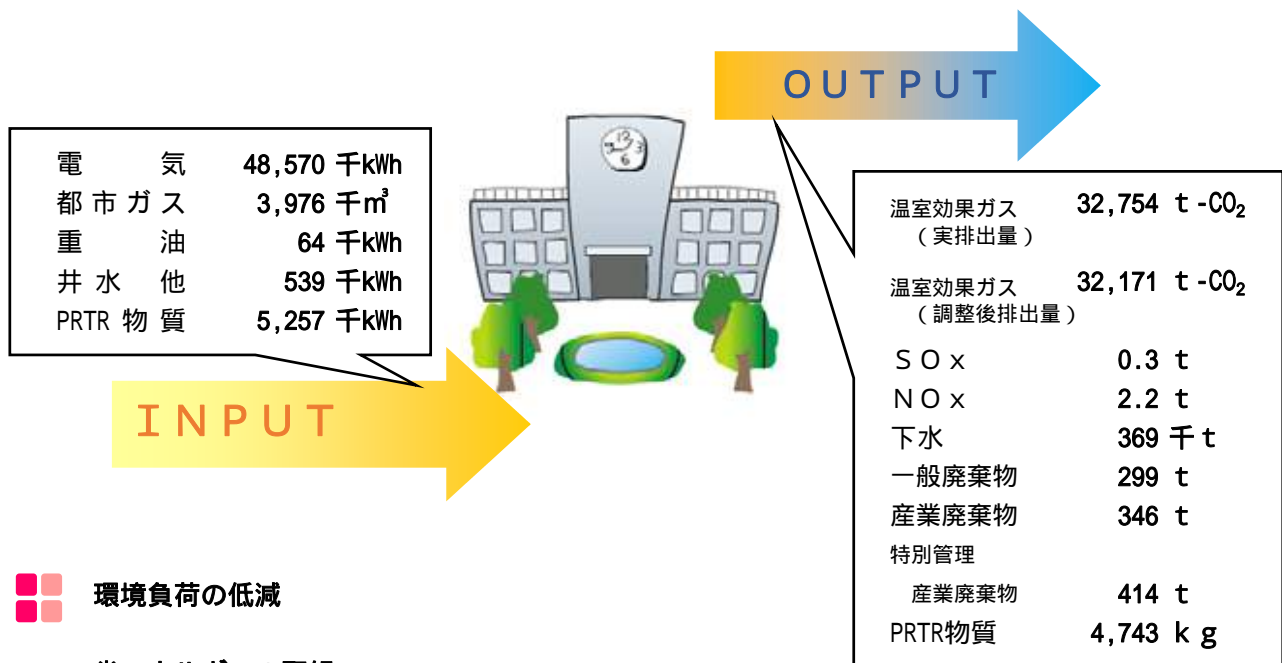 OUTPUT
電気 48,570 千kWh
都市ガス 3,976 千㎥
重油 64 千kWh
井水他 539 千kWh
PRTR 物質 5,257 千kWh
INPUT
温室効果ガス 32,754 t-CO₂
(実排出量)
温室効果ガス 32,171 t-CO₂
(調整後排出量)
SOx 0.3 t
NOx 2.2 t
下水 369 千t
一般廃棄物 299 t
産業廃棄物 346 t
特別管理
産業廃棄物 414 t
PRTR物質 4,743 kg
12
9 3
6
環境負荷の低減